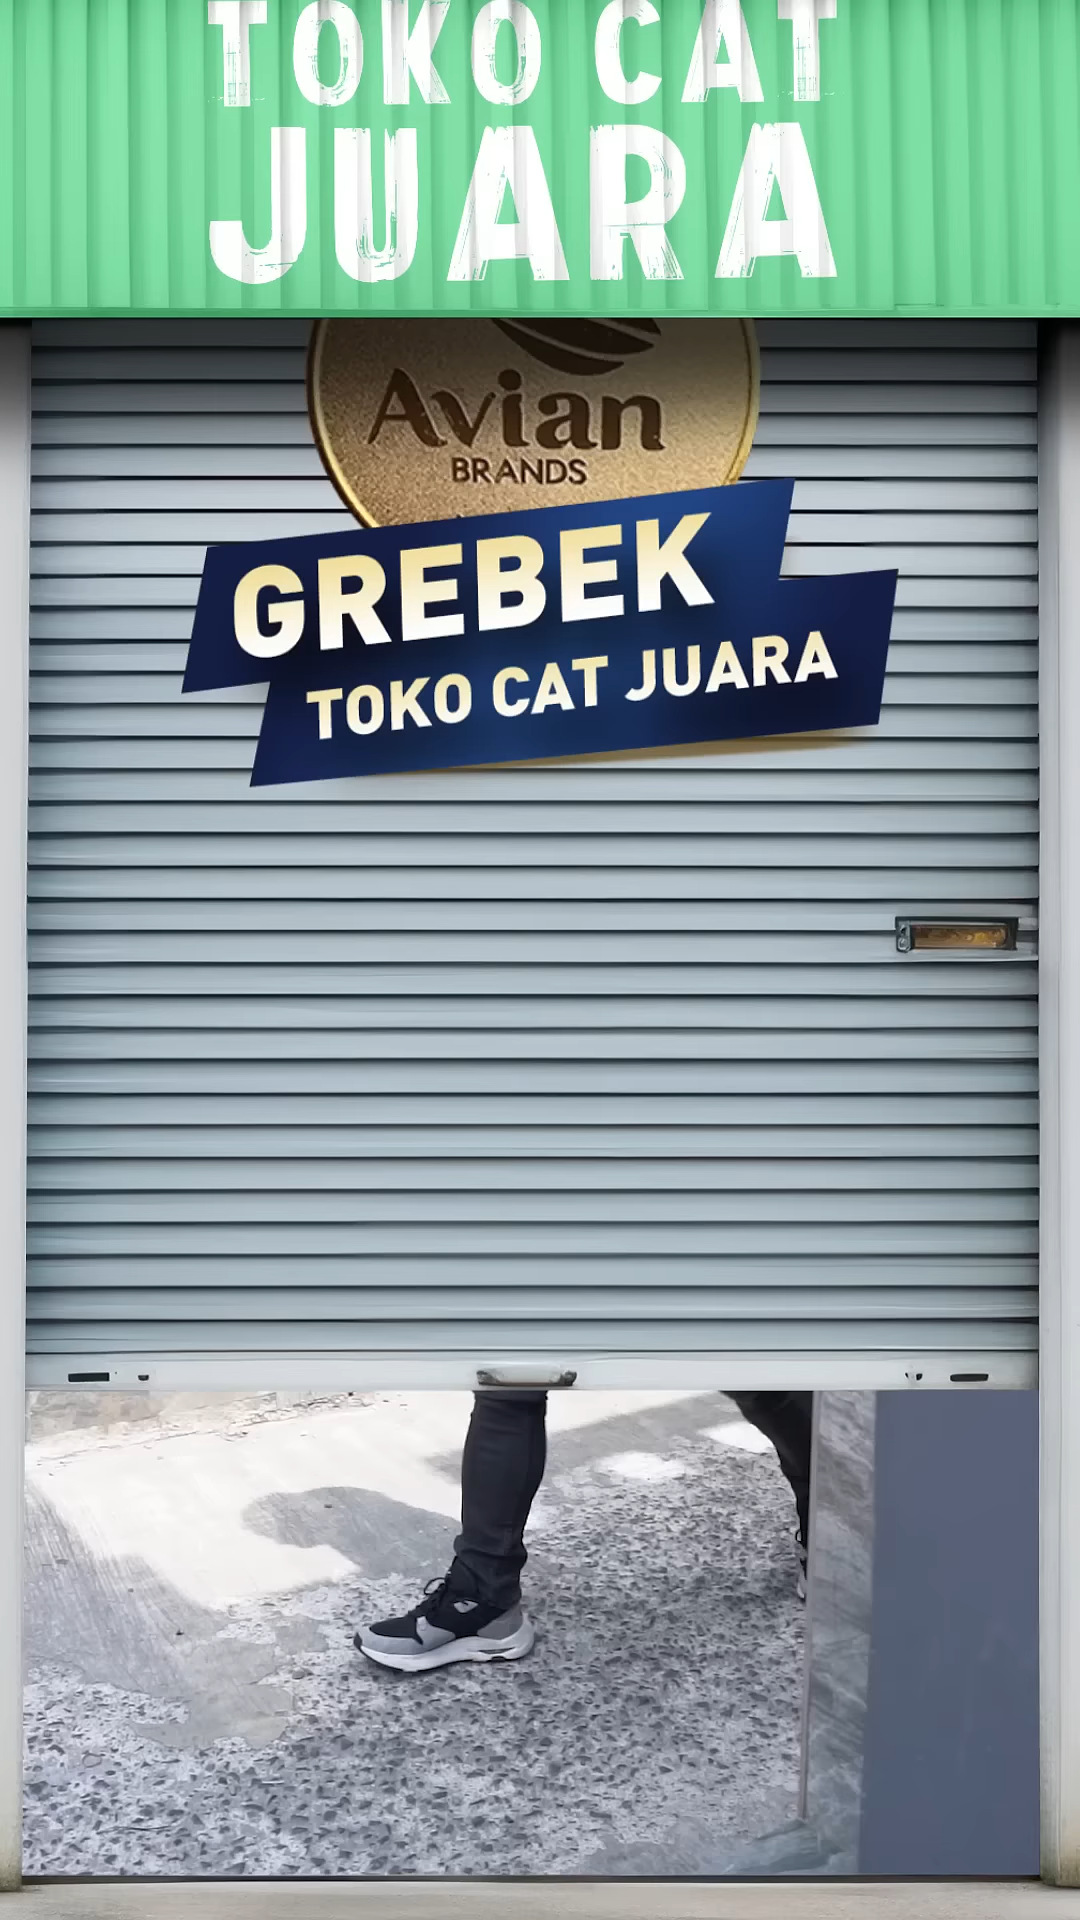 TOKO CAT
JUARA
Avian
BRANDS
GREBEK
TOKO CAT JUARA